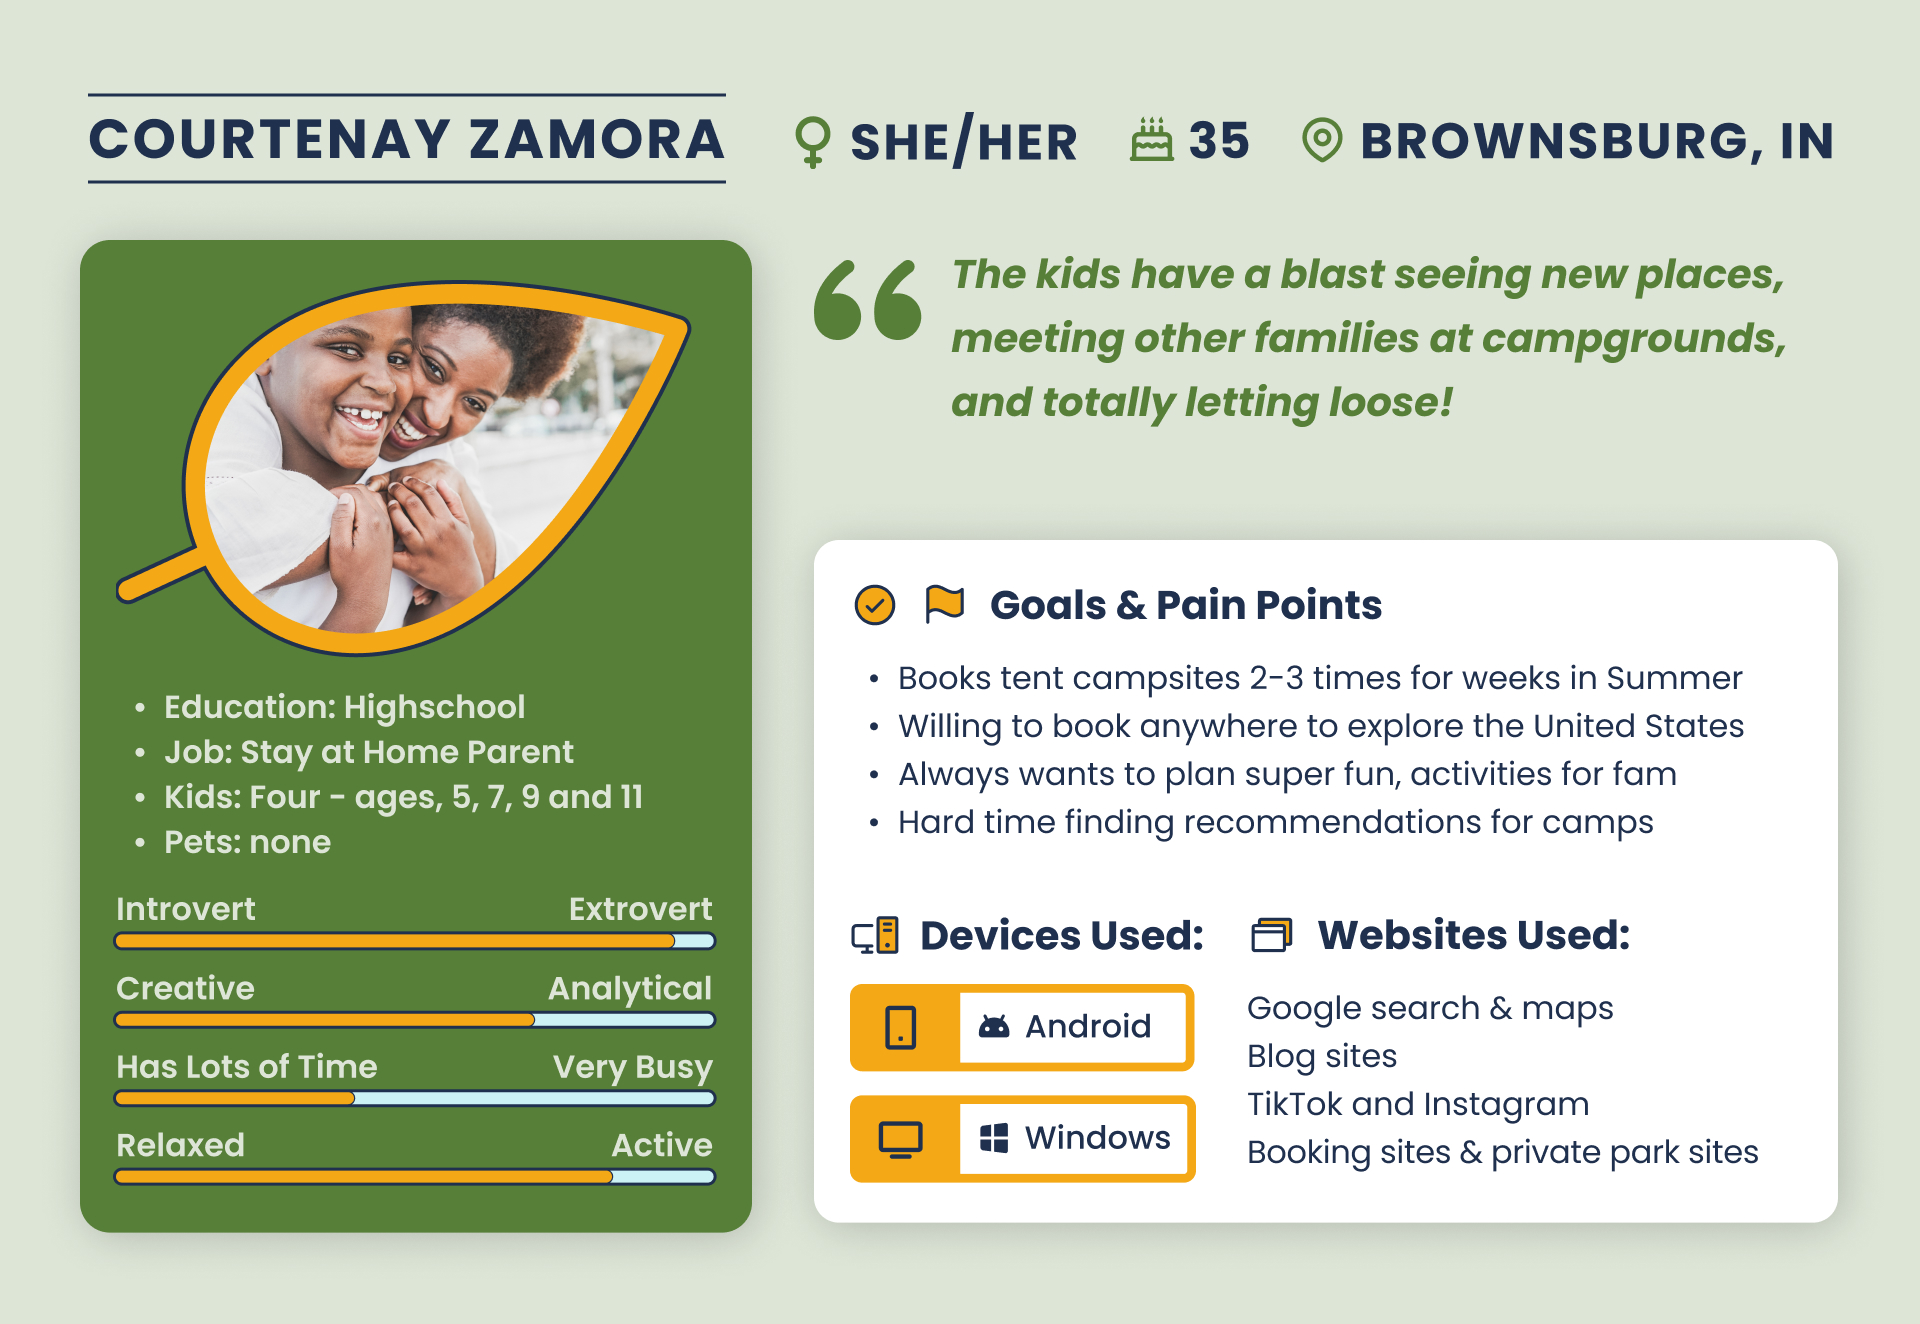 COURTENAY ZAMORA
SHE/HER
35
BROWNSBURG, IN
“ The kids have a blast seeing new places,
meeting other families at campgrounds,
and totally letting loose!
• Education: Highschool
• Job: Stay at Home Parent
• Kids: Four - ages, 5, 7, 9 and 11
• Pets: none
Introvert Extrovert
Creative Analytical
Has Lots of Time Very Busy
Relaxed Active
Goals & Pain Points
• Books tent campsites 2-3 times for weeks in Summer
• Willing to book anywhere to explore the United States
• Always wants to plan super fun, activities for fam
• Hard time finding recommendations for camps
Devices Used:
Android
Windows
Websites Used:
Google search & maps
Blog sites
TikTok and Instagram
Booking sites & private park sites